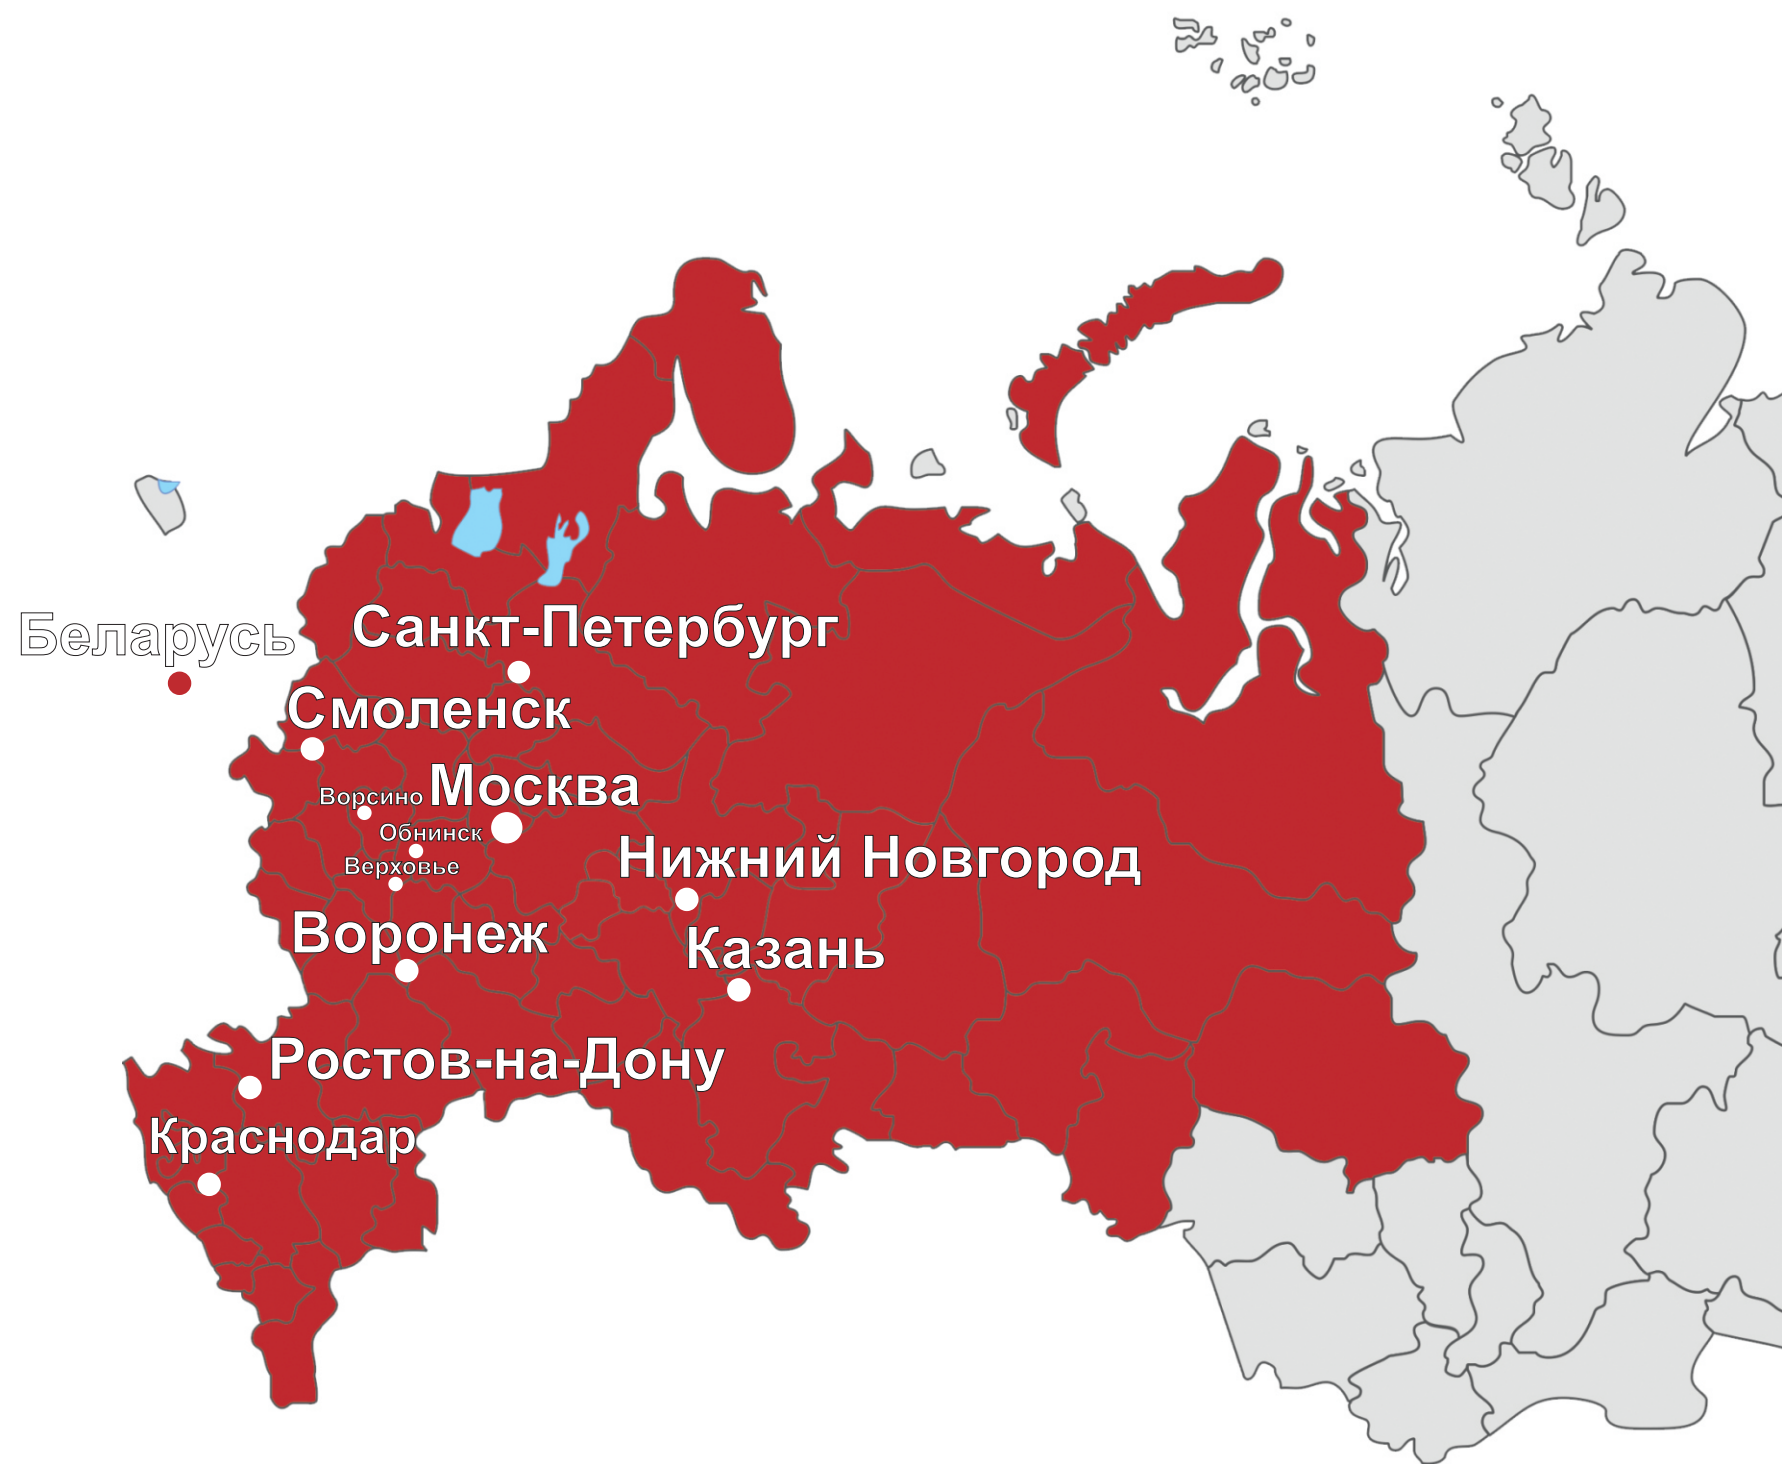 Беларусь
Санкт-Петербург
Смоленск
Москва
Ворсино
Обнинск
Верховье
Нижний Новгород
Воронеж
Казань
Ростов-на-Дону
Краснодар